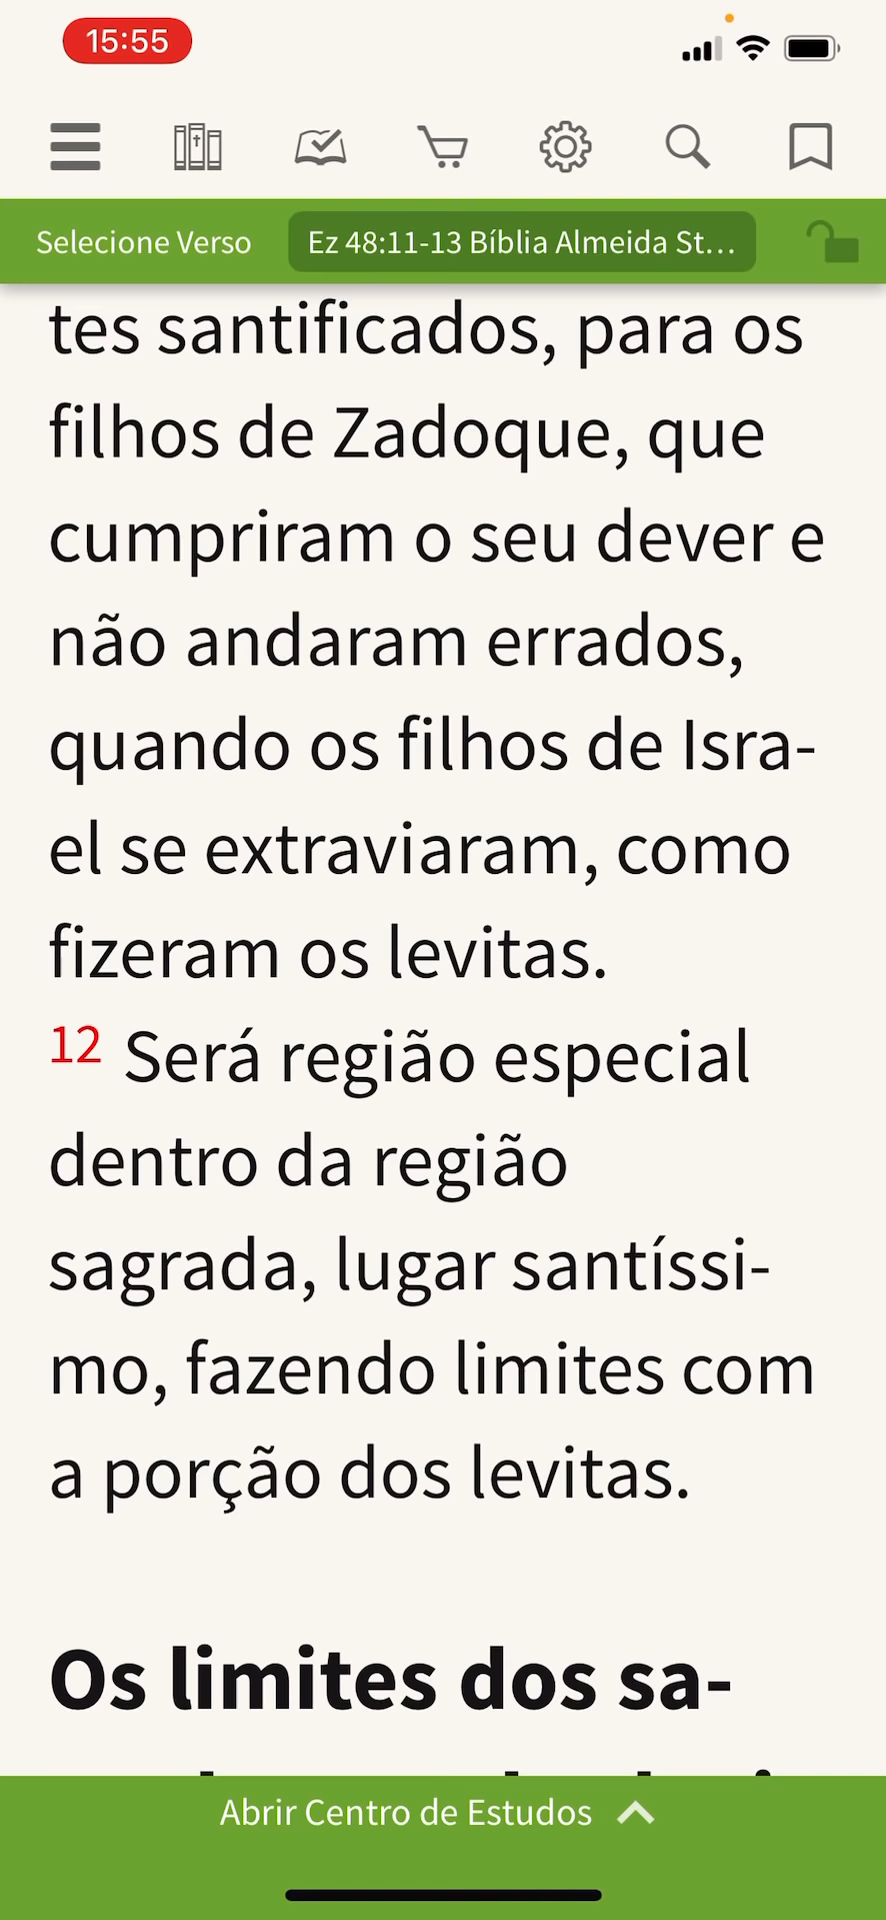 15:55
Selecione Verso
Ez 48:11-13 Bíblia Almeida St...
tes santificados, para os
filhos de Zadoque, que
cumpriram o seu dever e
não andaram errados,
quando os filhos de Isra-
el se extraviaram, como
fizeram os levitas.
12 Será região especial
dentro da região
sagrada, lugar santíssi-
mo, fazendo limites com
a porção dos levitas.
Os limites dos sa-
Abrir Centro de Estudos